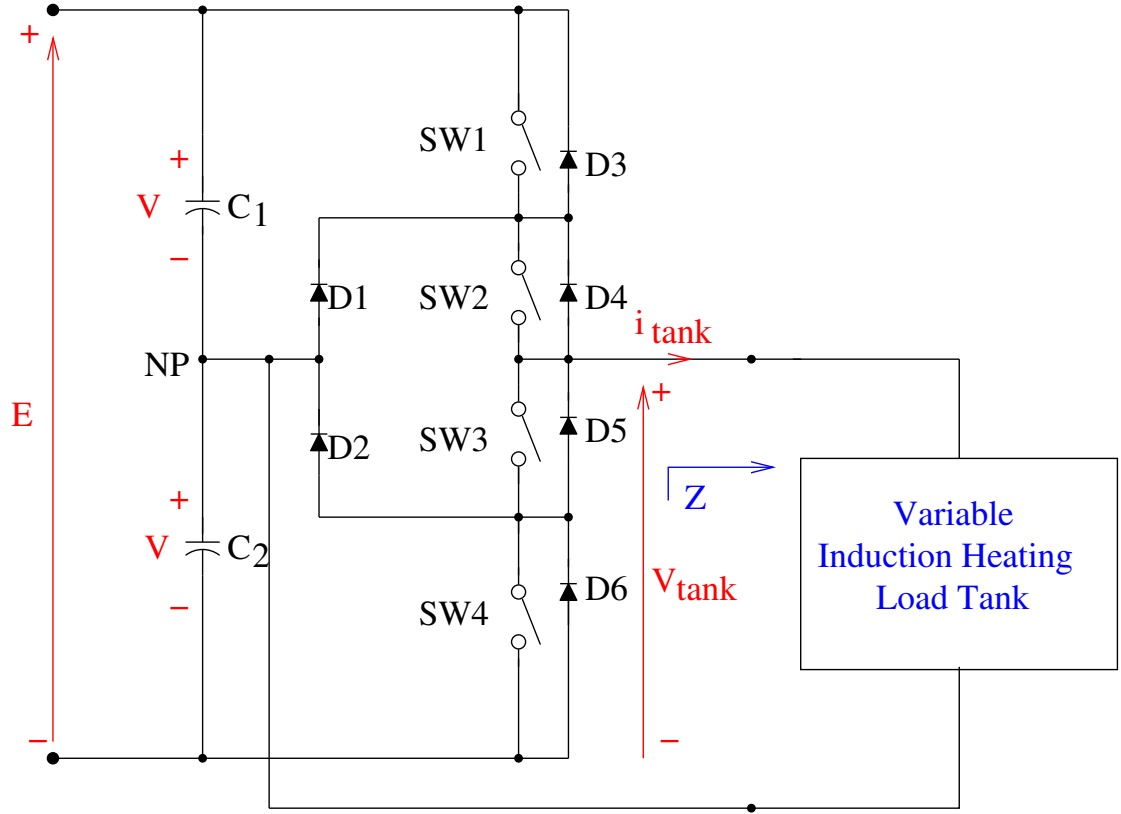 +
SW1
D3
+
V
C1
−
D1
SW2
D4
i tank
NP
+
E
SW3
D5
D2
Z
+
Variable
V
C2
Induction Heating
Vtank
D6
Load Tank
−
SW4
−
−